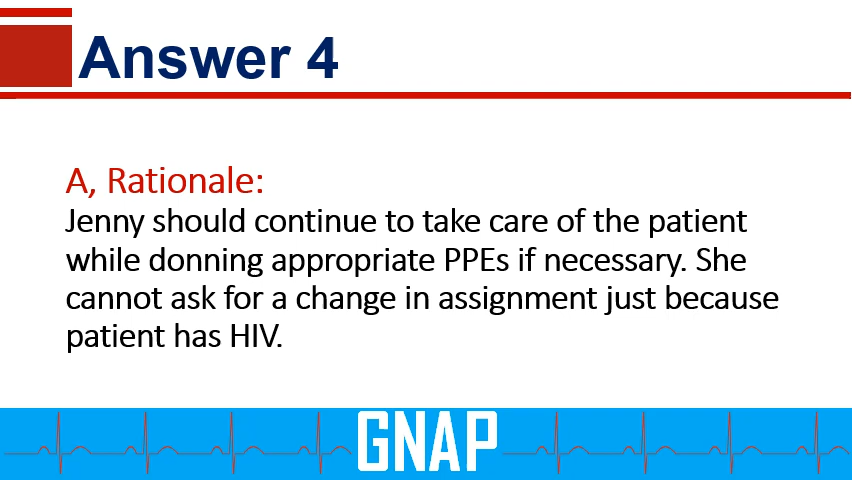 Answer 4
A, Rationale:
Jenny should continue to take care of the patient
while donning appropriate PPEs if necessary. She
cannot ask for a change in assignment just because
patient has HIV.
GNAP